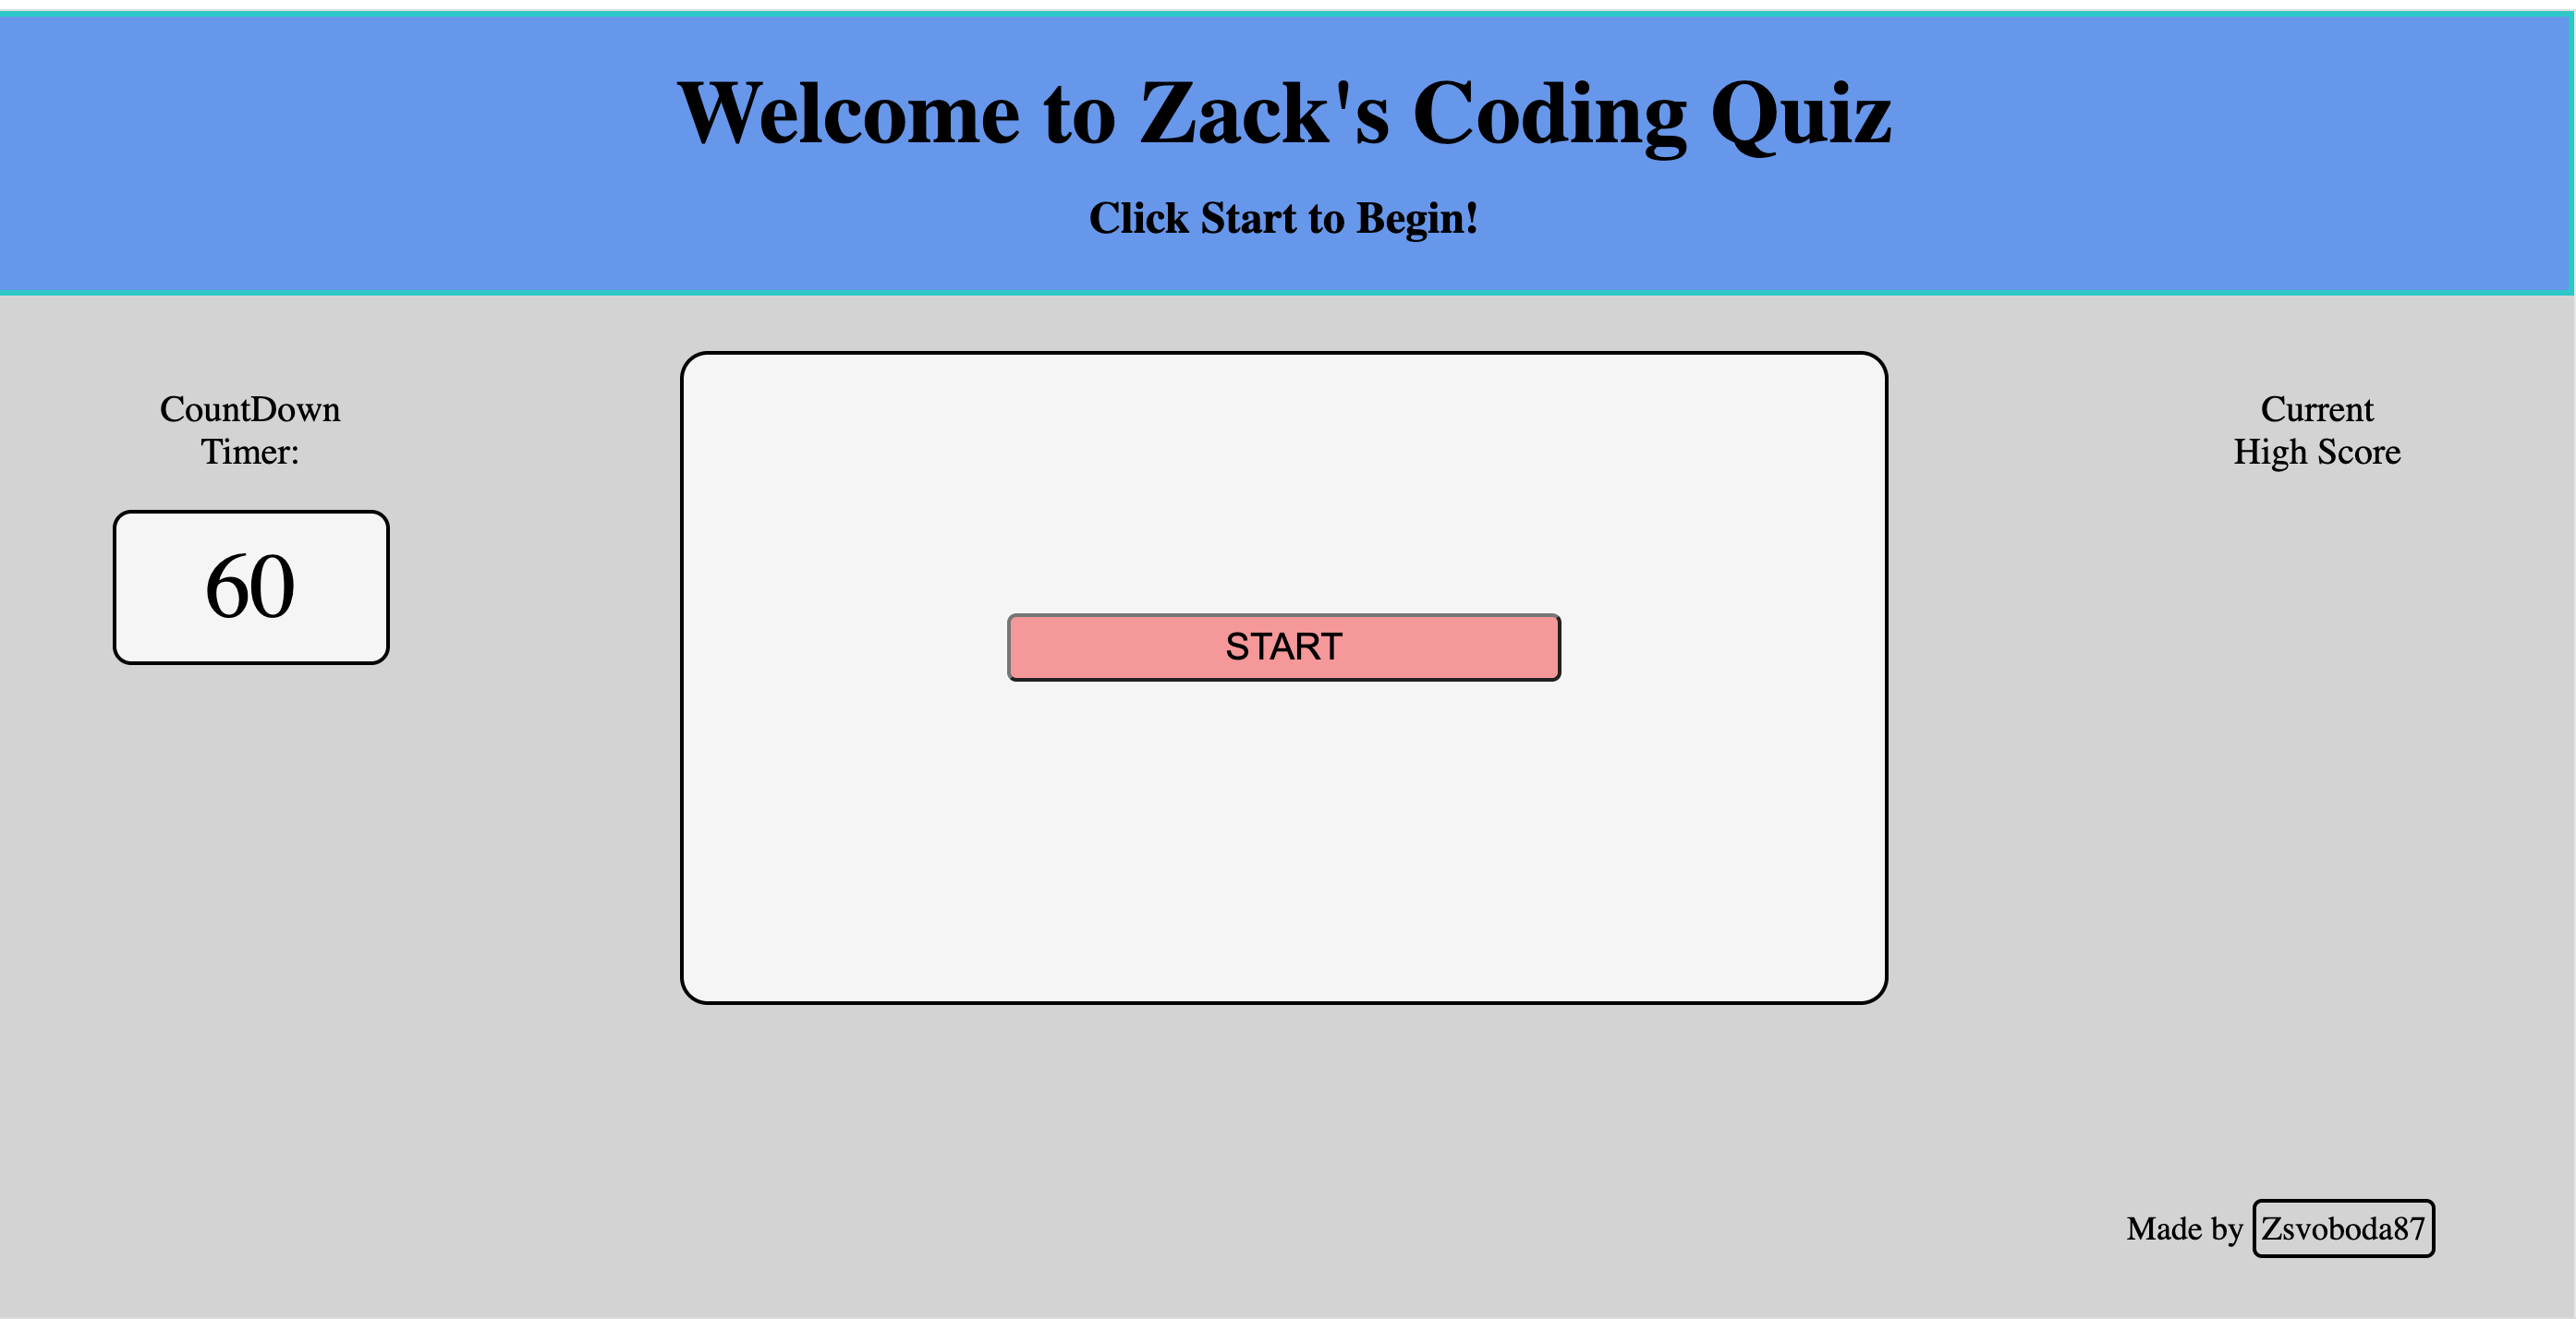 Welcome to Zack's Coding Quiz
Click Start to Begin!
CountDown
Timer:
60
START
Current
High Score
Made by Zsvoboda87